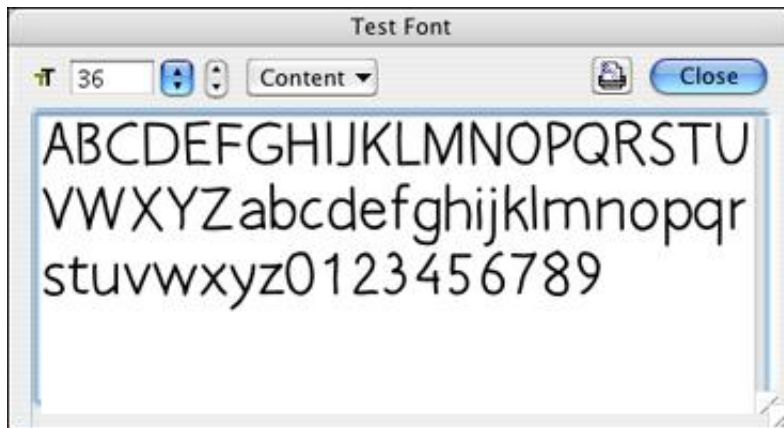 Test Font
36 Content Close
ABCDEFGHIJKLMNOPQRSTU
VWXYZabcdefghijklmnopqr
stuvwxyz0123456789